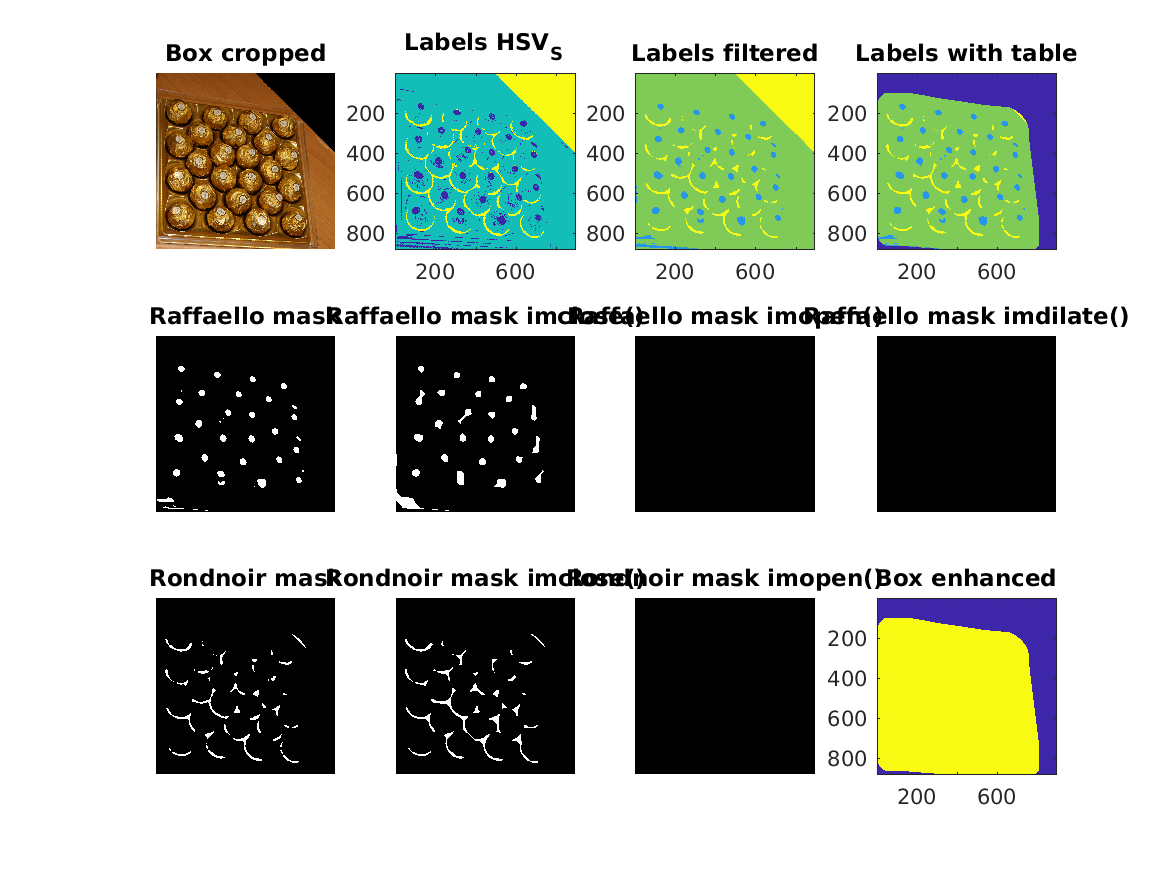 Box cropped
Labels HSV_S
Labels filtered
Labels with table
200
400
600
800
200
600
200
400
600
800
200
600
200
400
600
800
200
600
Raffaello mask
Raffaello mask imclose()
Raffaello mask imopen()
Raffaello mask imdilate()
Rondnoir mask
Rondnoir mask imclose()
Rondnoir mask imopen()
Box enhanced
200
400
600
800
200
600